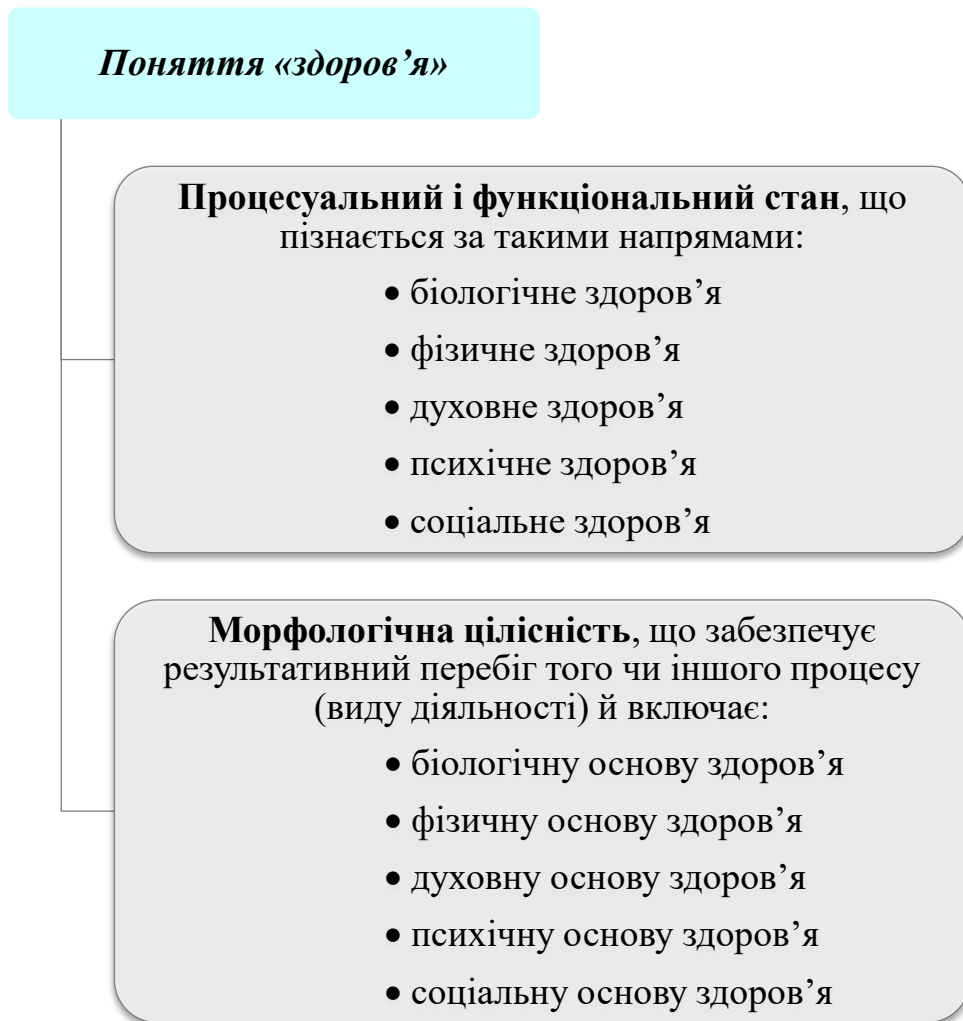 Поняття «здоров’я»
Процесуальний і функціональний стан, що
пізнається за такими напрямами:
• біологічне здоров’я
• фізичне здоров’я
• духовне здоров’я
• психічне здоров’я
• соціальне здоров’я
Морфологічна цілісність, що забезпечує
результативний перебіг того чи іншого процесу
(виду діяльності) й включає:
• біологічну основу здоров’я
• фізичну основу здоров’я
• духовну основу здоров’я
• психічну основу здоров’я
• соціальну основу здоров’я